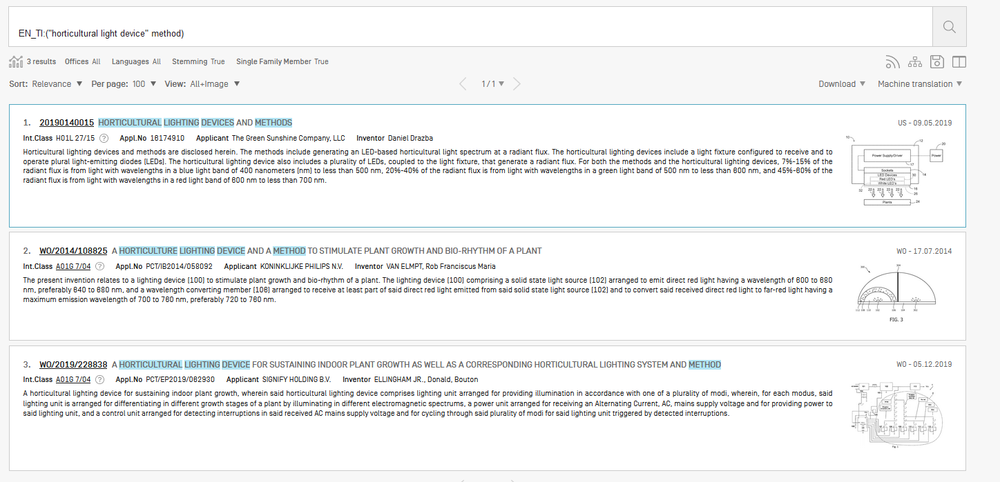 EN_TI:("horticultural light device" method)
3 results Offices All Languages All Stemming True Single Family Member True
Sort: Relevance Per page: 100 View: All+Image 1/1 Download Machine translation
1. 20190140015 HORTICULTURAL LIGHTING DEVICES AND METHODS US - 09.05.2019
Int.Class H01L 27/15 ? Appl.No 16174910 Applicant The Green Sunshine Company, LLC Inventor Daniel Drazba
Horticultural lighting devices and methods are disclosed herein. The methods include generating an LED-based horticultural light spectrum at a radiant flux. The horticultural lighting devices include a light fixture configured to receive and to
operate plural light-emitting diodes (LEDs). The horticultural lighting device also includes a plurality of LEDs, coupled to the light fixture, that generate a radiant flux. For both the methods and the horticultural lighting devices, 7%-15% of the
radiant flux is from light with wavelengths in a blue light band of 400 nanometers (nm) to less than 500 nm, 20%-40% of the radiant flux is from light with wavelengths in a green light band of 500 nm to less than 600 nm, and 45%-80% of the
radiant flux is from light with wavelengths in a red light band of 600 nm to less than 700 nm.
10
12
20
Power Supply/Driver
Power
17
Sockets
LED Devices
30
14
Red LED's
White LED's
32 22 22 22 22
16
26
Plants
24
2. WO/2014/108825 A HORTICULTURE LIGHTING DEVICE AND A METHOD TO STIMULATE PLANT GROWTH AND BIO-RHYTHM OF A PLANT WO - 17.07.2014
Int.Class A01G 7/04 ? Appl.No PCT/IB2014/058092 Applicant KONINKLIJKE PHILIPS N.V. Inventor VAN ELMPT, Rob Franciscus Maria
The present invention relates to a lighting device (100) to stimulate plant growth and bio-rhythm of a plant. The lighting device (100) comprising a solid state light source (102) arranged to emit direct red light having a wavelength of 600 to 680
nm, preferably 640 to 680 nm, and a wavelength converting member (106) arranged to receive at least part of said direct red light emitted from said solid state light source (102) and to convert said received direct red light to far-red light having a
maximum emission wavelength of 700 to 760 nm, preferably 720 to 760 nm.
FIG. 3
3. WO/2019/228838 A HORTICULTURAL LIGHTING DEVICE FOR SUSTAINING INDOOR PLANT GROWTH AS WELL AS A CORRESPONDING HORTICULTURAL LIGHTING SYSTEM AND METHOD WO - 05.12.2019
Int.Class A01G 7/04 ? Appl.No PCT/EP2019/062930 Applicant SIGNIFY HOLDING B.V. Inventor ELLINGHAM JR., Donald, Bouton
A horticultural lighting device for sustaining indoor plant growth, wherein said horticultural lighting device comprises lighting unit arranged for providing illumination in accordance with one of a plurality of modi, wherein, for each modus, said
lighting unit is arranged for differentiating in different growth stages of a plant by illuminating in different electromagnetic spectrums, a power unit arranged for receiving an Alternating Current, AC, mains supply voltage and for providing power to
said lighting unit, and a control unit arranged for detecting interruptions in said received AC mains supply voltage and for cycling through said plurality of modi for said lighting unit triggered by detected interruptions.